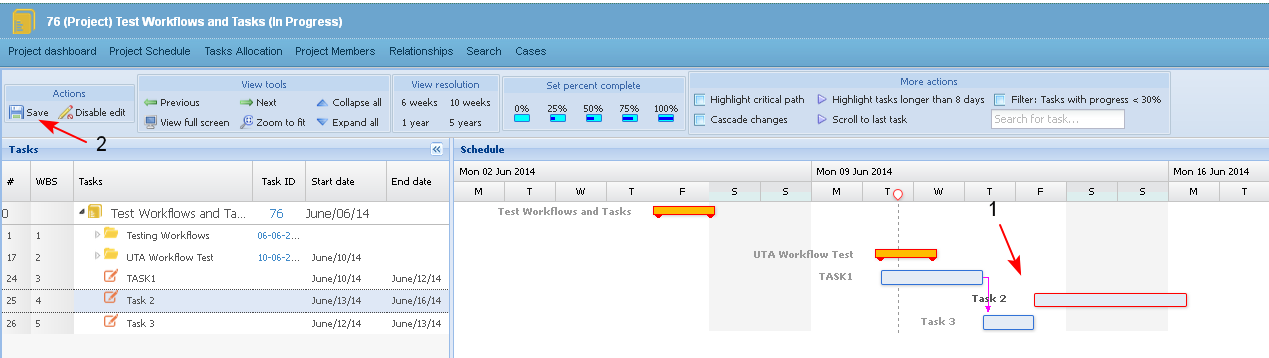 76 (Project) Test Workflows and Tasks (In Progress)
Project dashboard Project Schedule Tasks Allocation Project Members Relationships Search Cases
Actions
Save Disable edit
2
View tools
Previous Next Collapse all
View full screen Zoom to fit Expand all
View resolution
6 weeks 10 weeks
1 year 5 years
Set percent complete
0% 25% 50% 75% 100%
More actions
Highlight critical path Highlight tasks longer than 8 days Filter: Tasks with progress < 30%
Cascade changes Scroll to last task Search for task...
Tasks
# WBS Tasks Task ID Start date End date
0 Test Workflows and Ta... 76 June/06/14
1 1 Testing Workflows 06-06-2...
17 2 UTA Workflow Test 10-06-2... June/10/14
24 3 TASK1 June/10/14 June/12/14
25 4 Task 2 June/13/14 June/16/14
26 5 Task 3 June/12/14 June/13/14
Schedule
Mon 02 Jun 2014 Mon 09 Jun 2014 Mon 16 Jun 2014
M T W T F S S M T W T F S S M T
Test Workflows and Tasks
1
UTA Workflow Test
TASK1
Task 2
Task 3